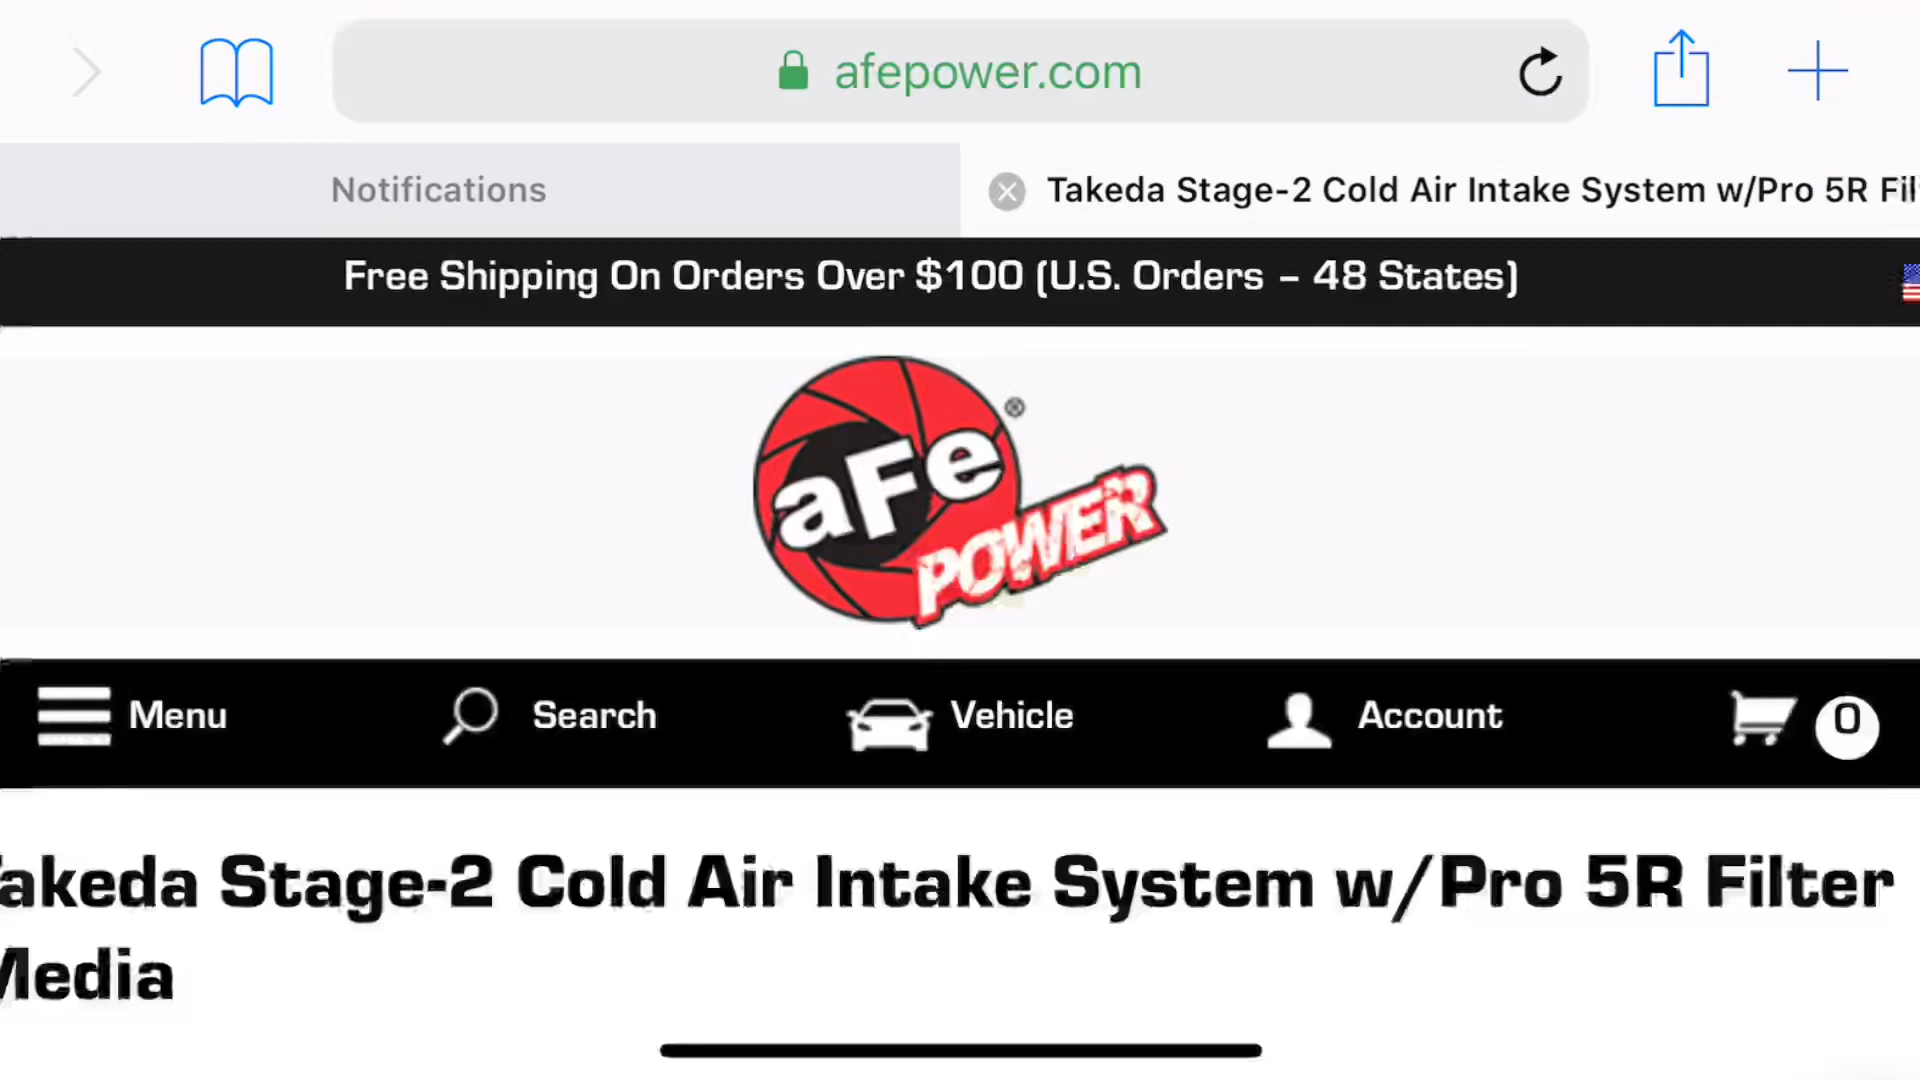 afepower.com
Notifications
Takeda Stage-2 Cold Air Intake System w/Pro 5R Fil
Free Shipping On Orders Over $100 (U.S. Orders – 48 States)
aFe ®
POWER
Menu
Search
Vehicle
Account
0
akeda Stage-2 Cold Air Intake System w/Pro 5R Filter
Media